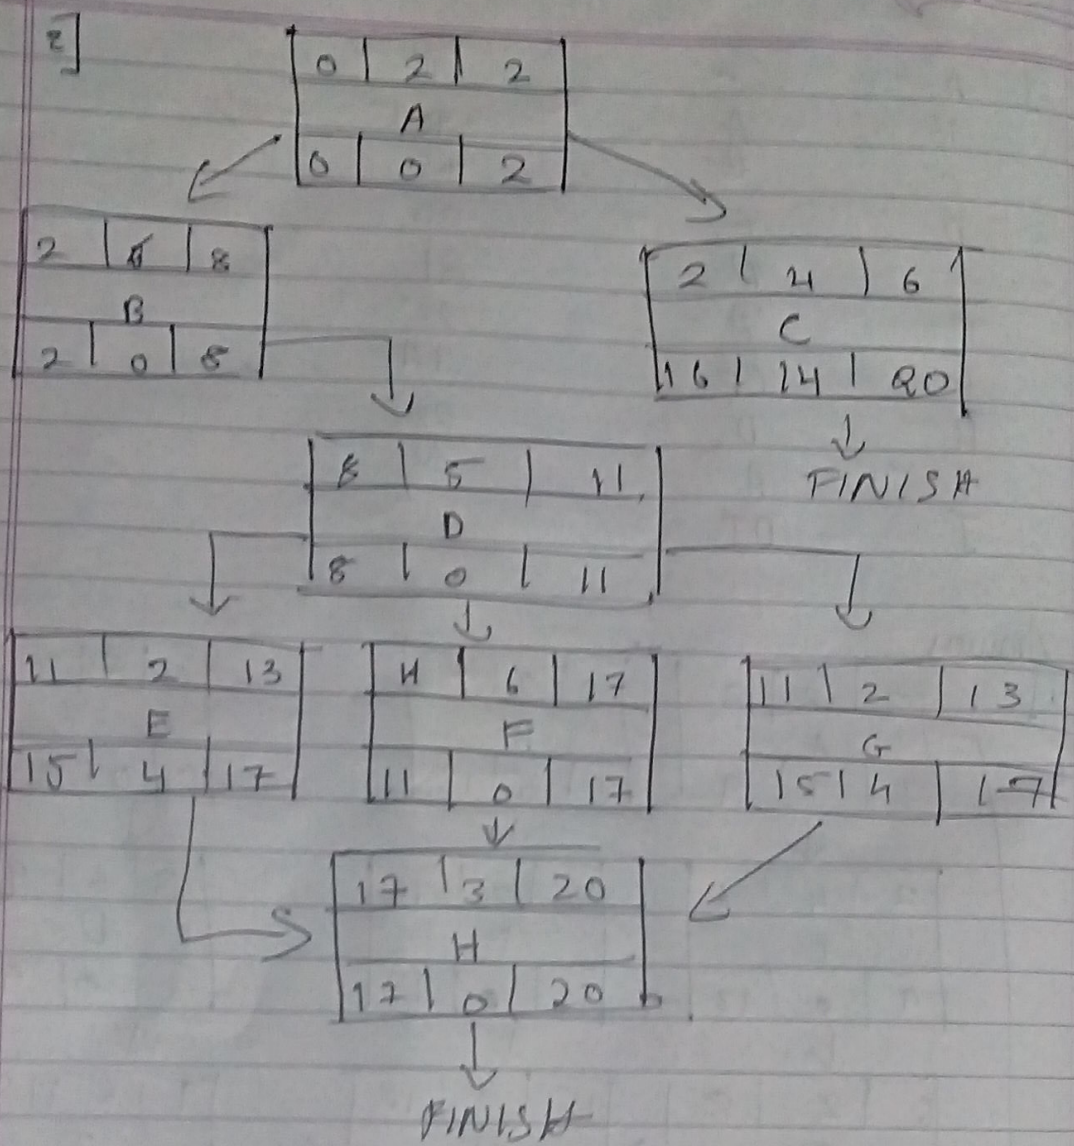 2]
0 | 2 | 2
A
0 | 0 | 2
2 | 6 | 8
B
2 | 0 | 8
2 | 4 | 6
C
16 | 14 | 20
FINISH
8 | 5 | 11
D
8 | 0 | 11
11 | 2 | 13
E
15 | 4 | 17
11 | 6 | 17
F
11 | 0 | 17
11 | 2 | 13
G
15 | 4 | 17
17 | 3 | 20
H
17 | 0 | 20
FINISH